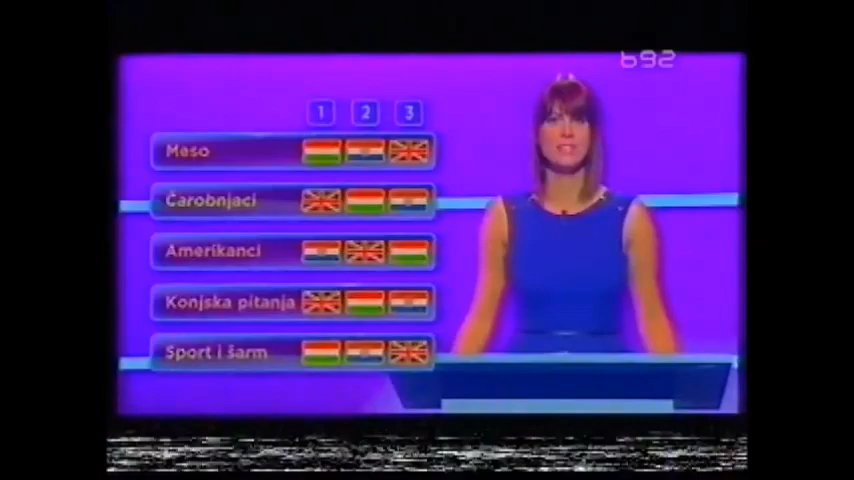 b92
1 2 3
Meso
Čarobnjaci
Amerikanci
Konjska pitanja
Sport i šarm